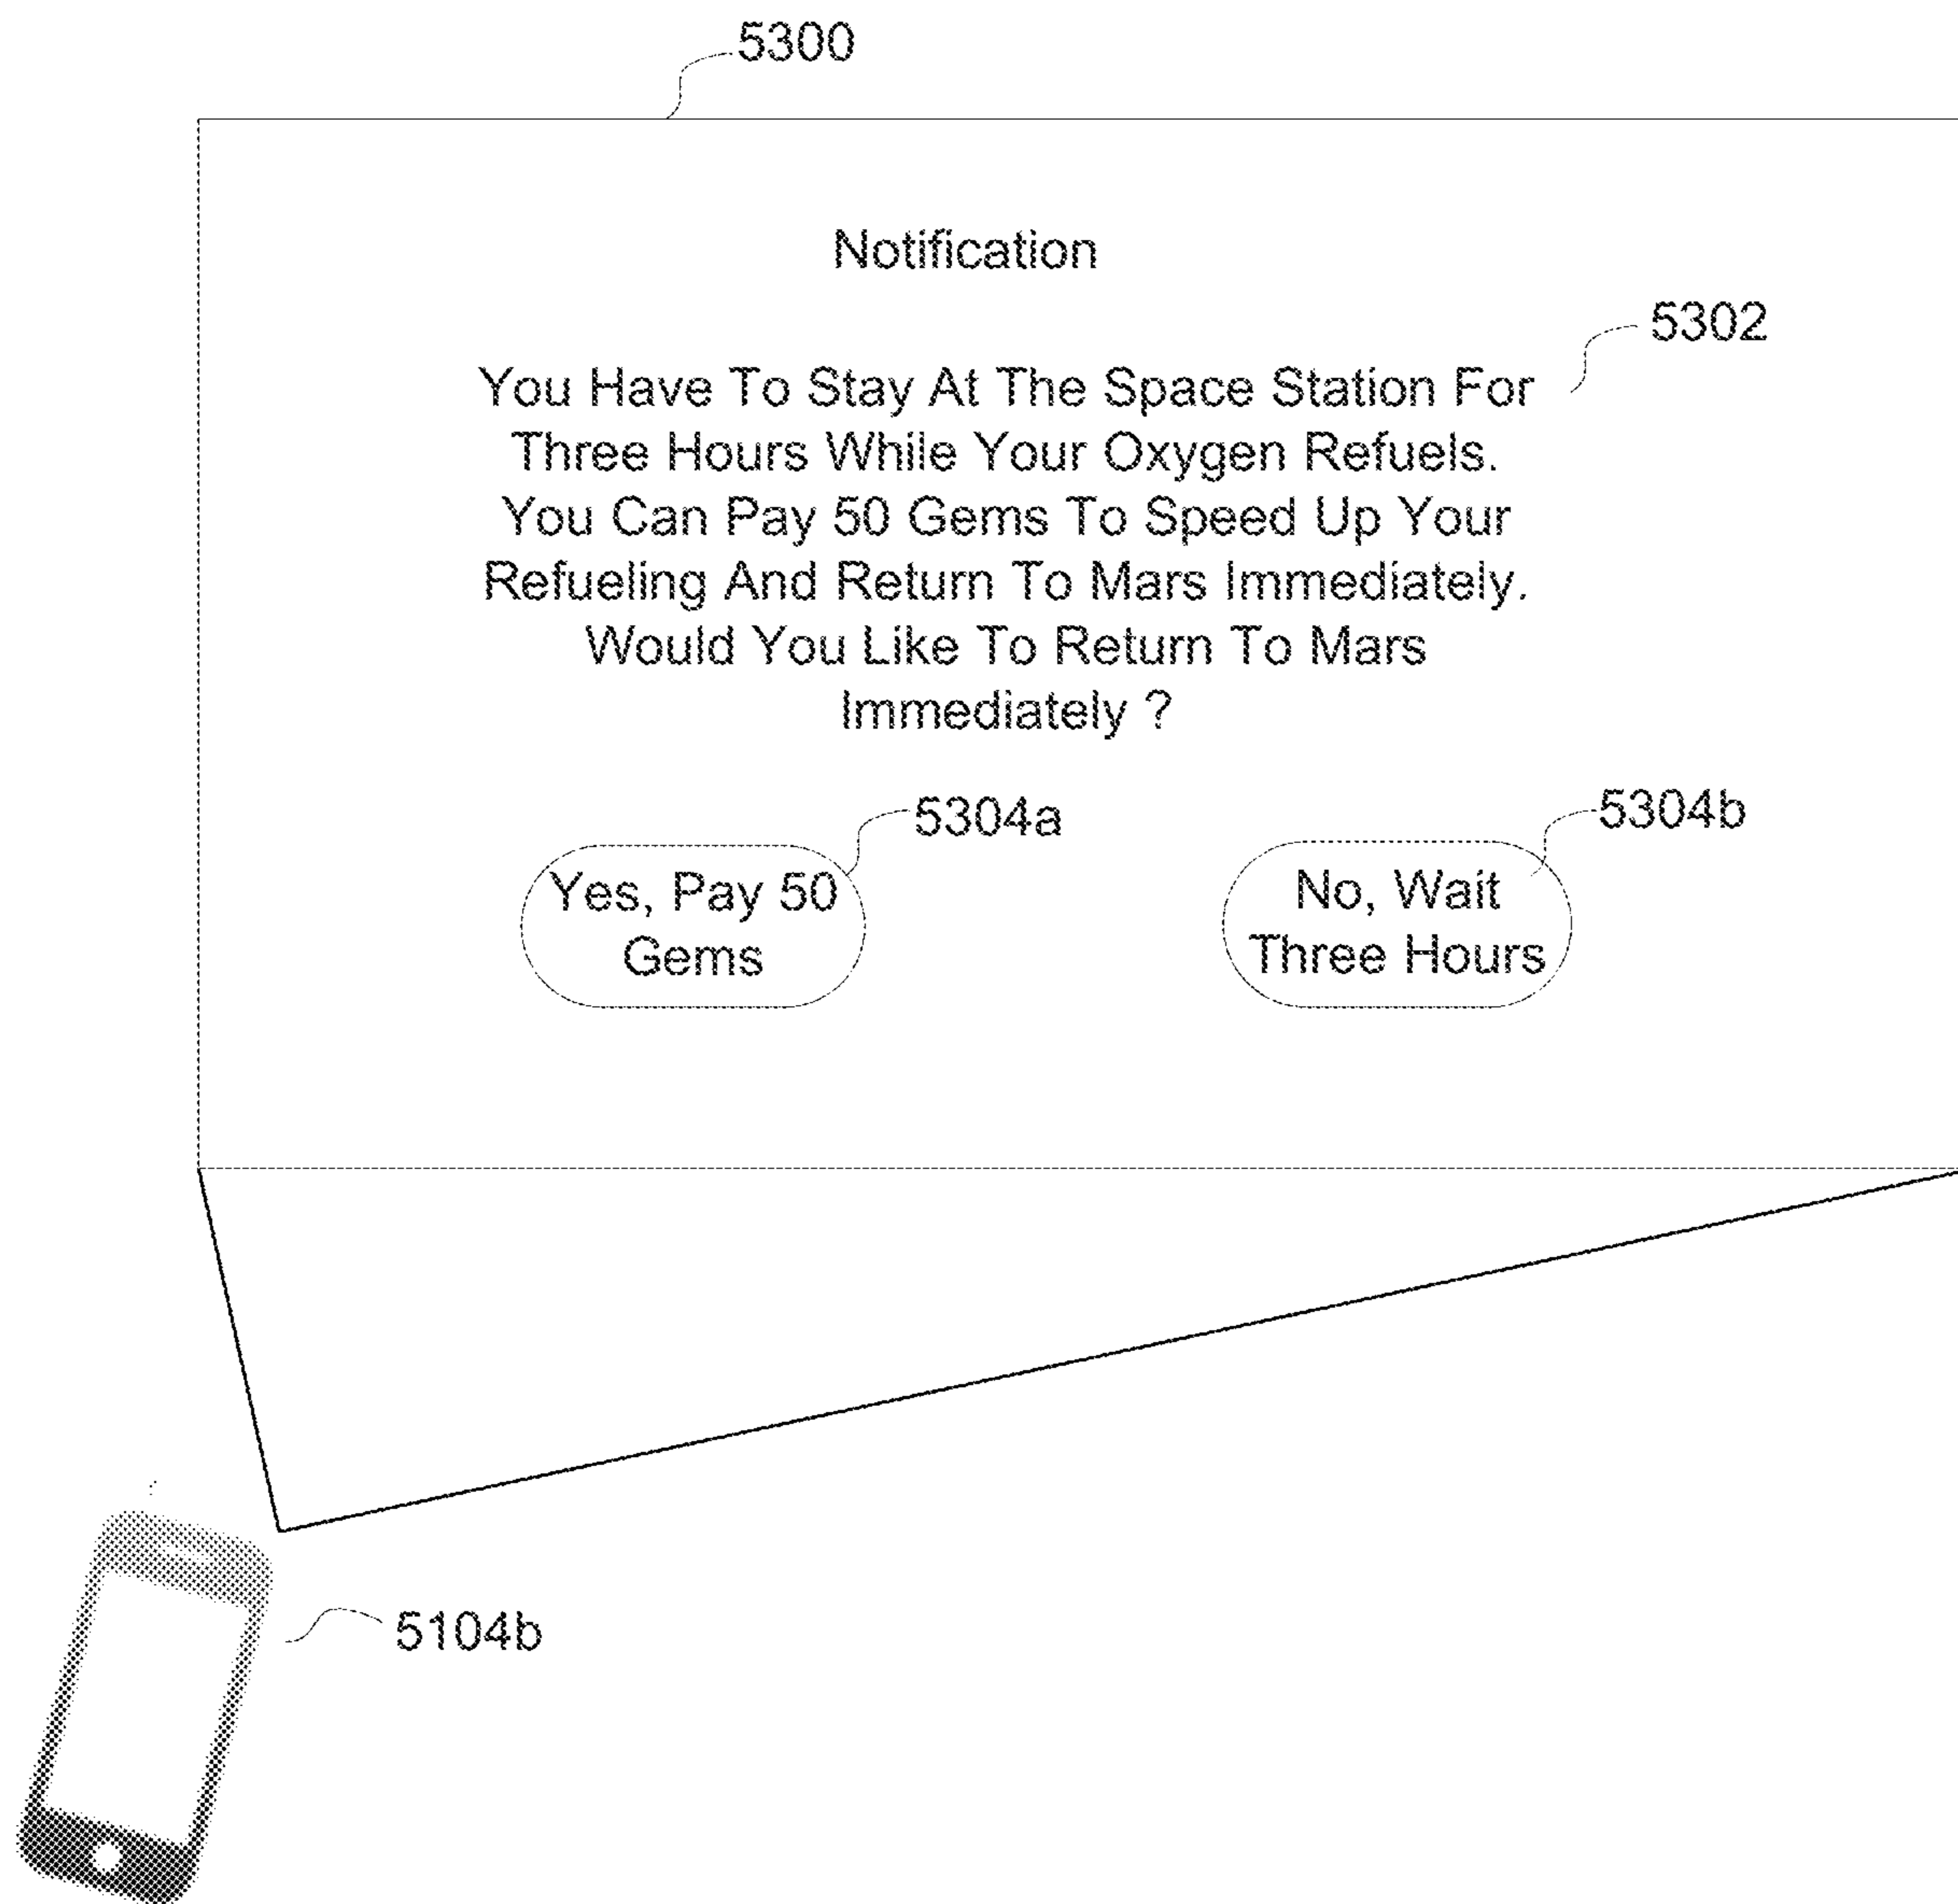 5300
Notification
5302
You Have To Stay At The Space Station For
Three Hours While Your Oxygen Refuels.
You Can Pay 50 Gems To Speed Up Your
Refueling And Return To Mars Immediately.
Would You Like To Return To Mars
Immediately ?
5304a
5304b
Yes, Pay 50
Gems
No, Wait
Three Hours
5104b